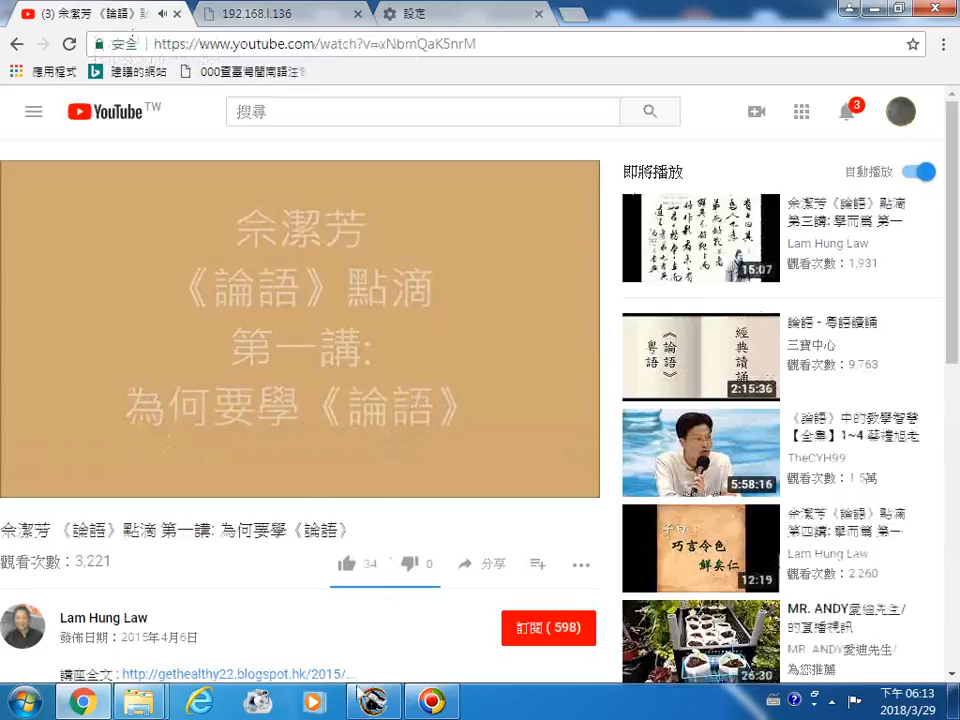 (3) 佘潔芳《論語》點
192.168.1.136
設定
安全
https://www.youtube.com/watch?v=xNbmQaK5nrM
應用程式
建議的網站
000查臺灣閩南語注音
YouTube TW
搜尋
3
佘潔芳
《論語》點滴
第一講:
為何要學《論語》
佘潔芳 《論語》點滴 第一講: 為何要學《論語》
觀看次數：3,221
34
0
分享
Lam Hung Law
發佈日期：2015年4月6日
訂閱 ( 598)
講座全文 : http://gethealthy22.blogspot.hk/2015/...
即將播放
自動播放
15:07
佘潔芳《論語》點滴
第三講: 學而篇 第一
Lam Hung Law
觀看次數：1,931
《論語》
粵語
經典讀誦
2:15:36
論語 - 粵語讀誦
三寶中心
觀看次數：9,763
5:58:16
《論語》中的教學智慧
【全集】1~4 蔡禮旭老
TheCYH99
觀看次數：1.5萬
子曰：
巧言令色
鮮矣仁
12:19
佘潔芳《論語》點滴
第四講: 學而篇 第一
Lam Hung Law
觀看次數：2,260
26:30
MR. ANDY愛迪先生/
的直播視訊
MR. ANDY愛迪先生/
為您推薦
下午 06:13
2018/3/29